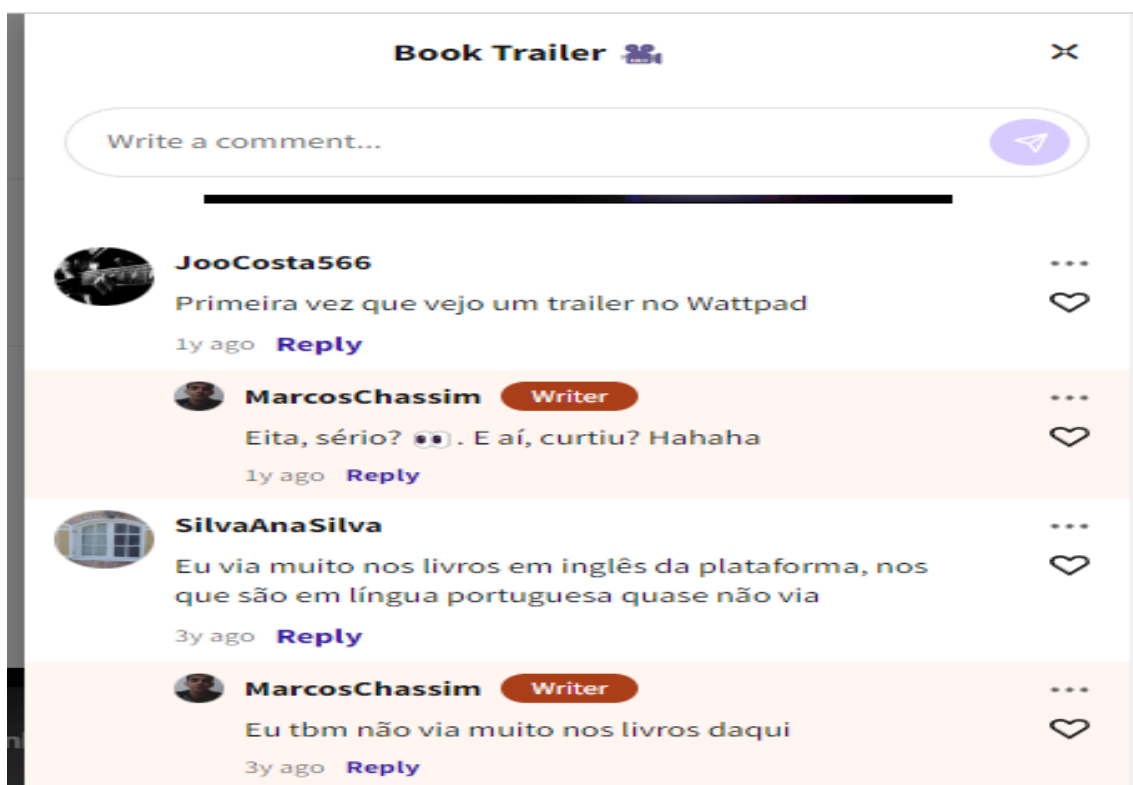 Book Trailer 🎥
Write a comment...
JooCosta566
Primeira vez que vejo um trailer no Wattpad
1y ago Reply
MarcosChassim Writer
Eita, sério? 👀. E aí, curtiu? Hahaha
1y ago Reply
SilvaAnaSilva
Eu via muito nos livros em inglês da plataforma, nos
que são em língua portuguesa quase não via
3y ago Reply
MarcosChassim Writer
Eu tbm não via muito nos livros daqui
3y ago Reply